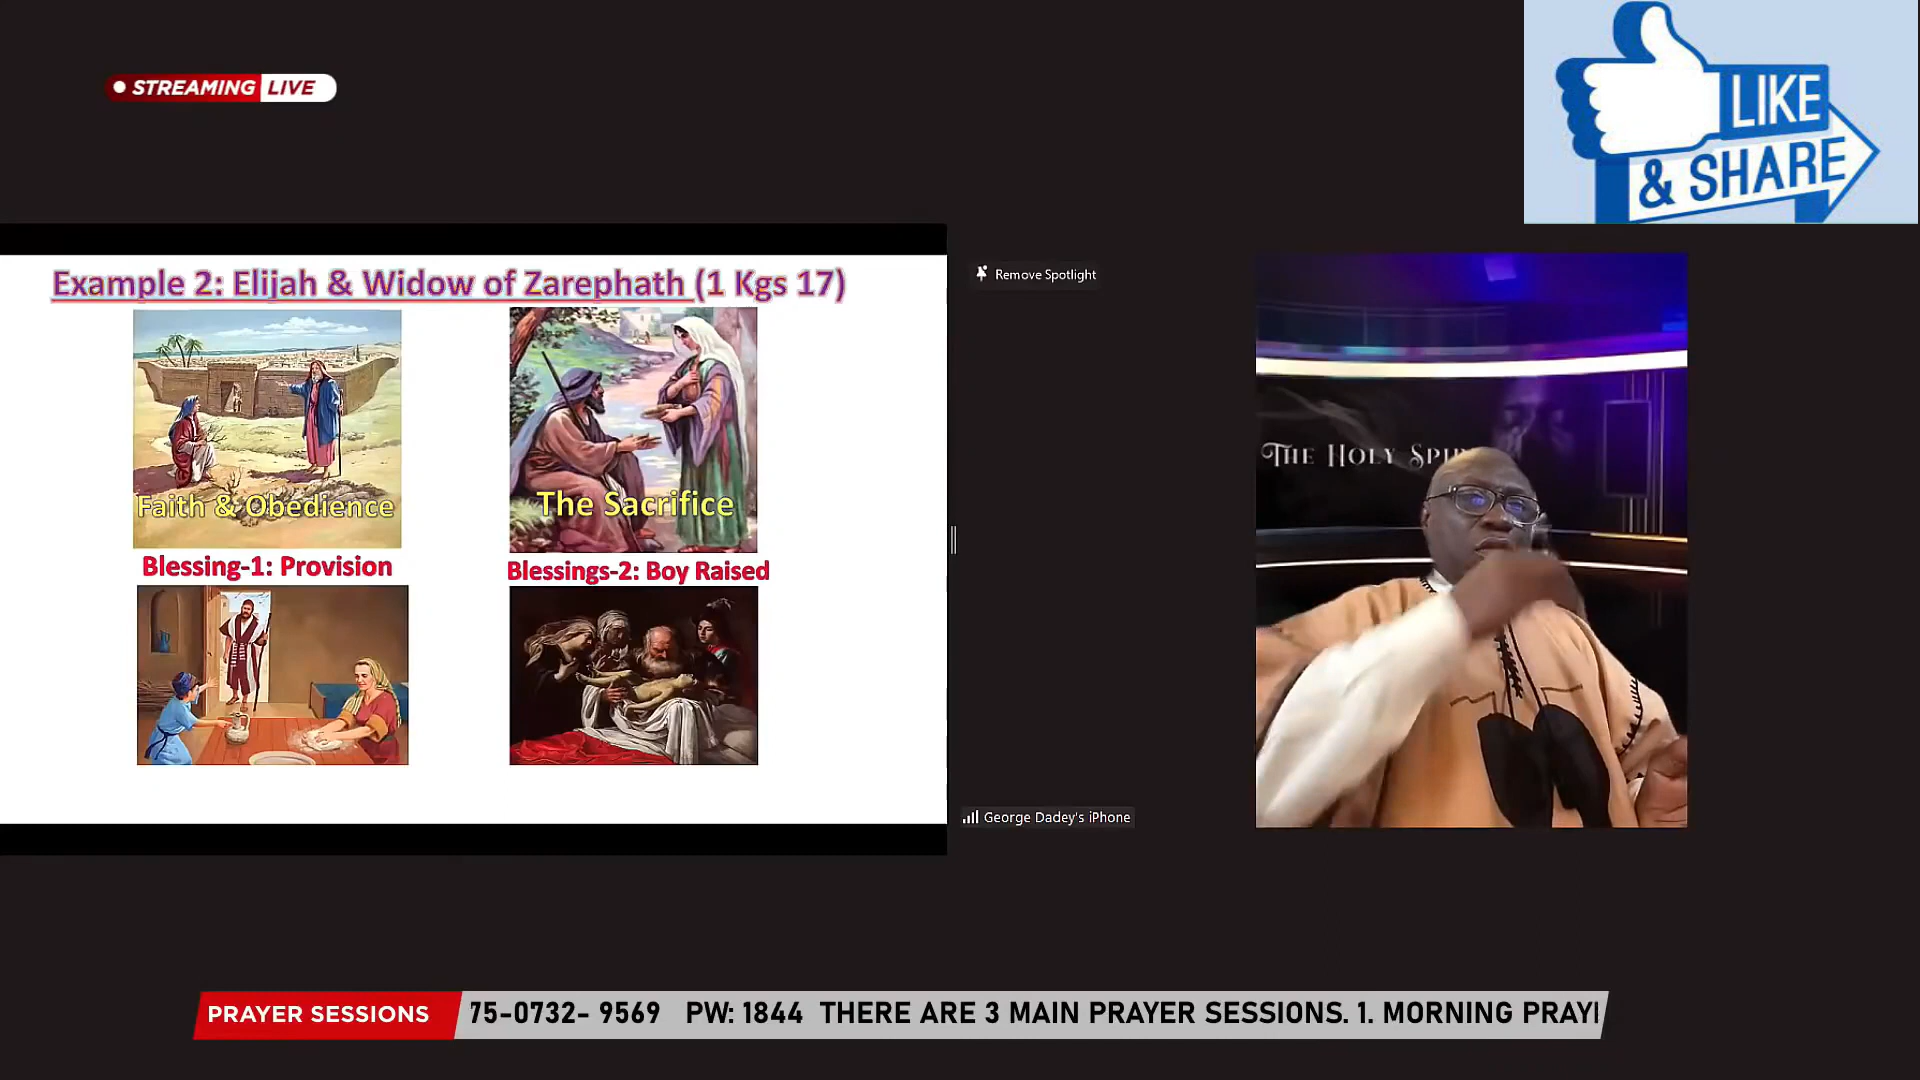 STREAMING LIVE
LIKE
& SHARE
Example 2: Elijah & Widow of Zarephath (1 Kgs 17)
Faith & Obedience
The Sacrifice
Blessing-1: Provision
Blessings-2: Boy Raised
Remove Spotlight
THE HOLY
George Dadey's iPhone
PRAYER SESSIONS
75-0732- 9569 PW: 1844 THERE ARE 3 MAIN PRAYER SESSIONS. 1. MORNING